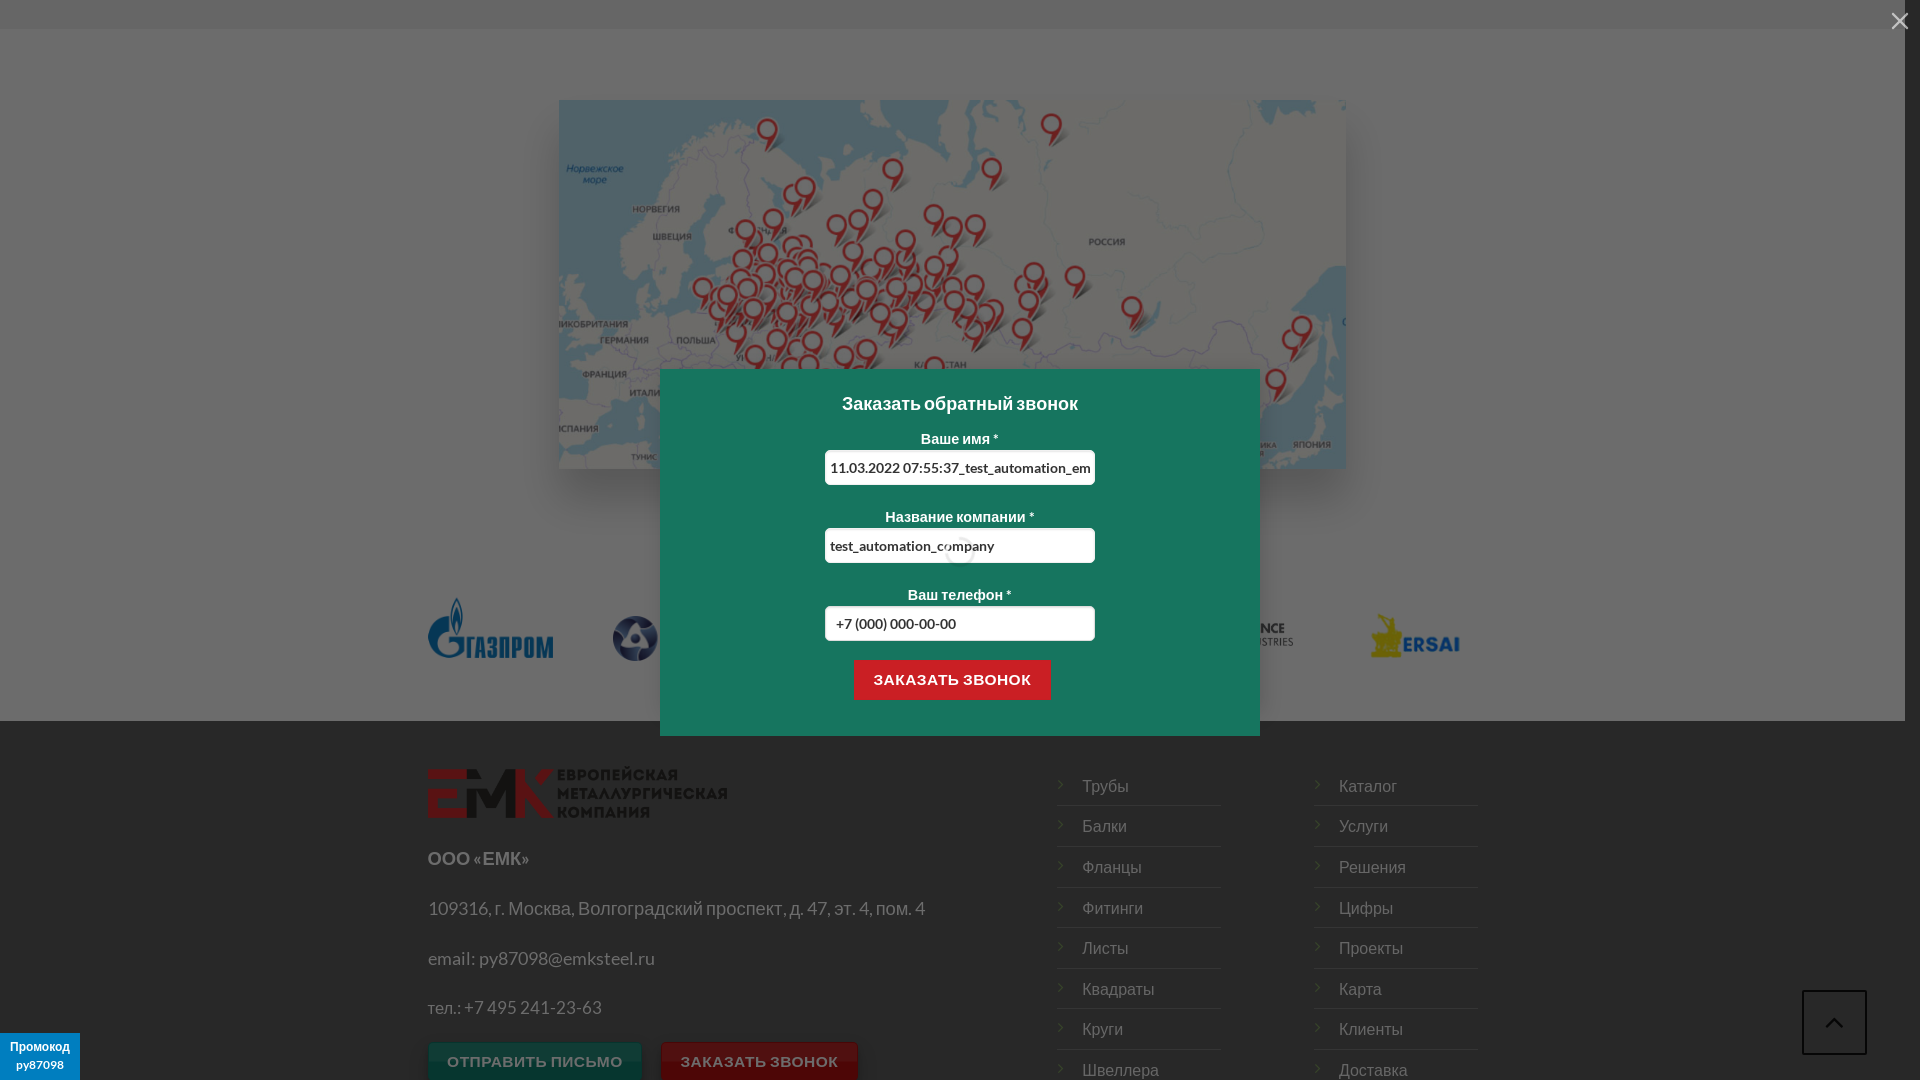 Норвежское
море
НОРВЕГИЯ
ШВЕЦИЯ
РОССИЯ
ГЕРМАНИЯ
ПОЛЬША
ФРАНЦИЯ
ЯПОНИЯ
ТУНИС
Заказать обратный звонок
Ваше имя *
11.03.2022 07:55:37_test_automation_em
Название компании *
test_automation_company
Ваш телефон *
+7 (000) 000-00-00
ЗАКАЗАТЬ ЗВОНОК
ГАЗПРОМ
ERSAI
ЕМК ЕВРОПЕЙСКАЯ
МЕТАЛЛУРГИЧЕСКАЯ
КОМПАНИЯ
ООО «ЕМК»
109316, г. Москва, Волгоградский проспект, д. 47, эт. 4, пом. 4
email: py87098@emksteel.ru
тел.: +7 495 241-23-63
ОТПРАВИТЬ ПИСЬМО
ЗАКАЗАТЬ ЗВОНОК
Трубы
Балки
Фланцы
Фитинги
Листы
Квадраты
Круги
Швеллера
Каталог
Услуги
Решения
Цифры
Проекты
Карта
Клиенты
Доставка
Промокод
py87098